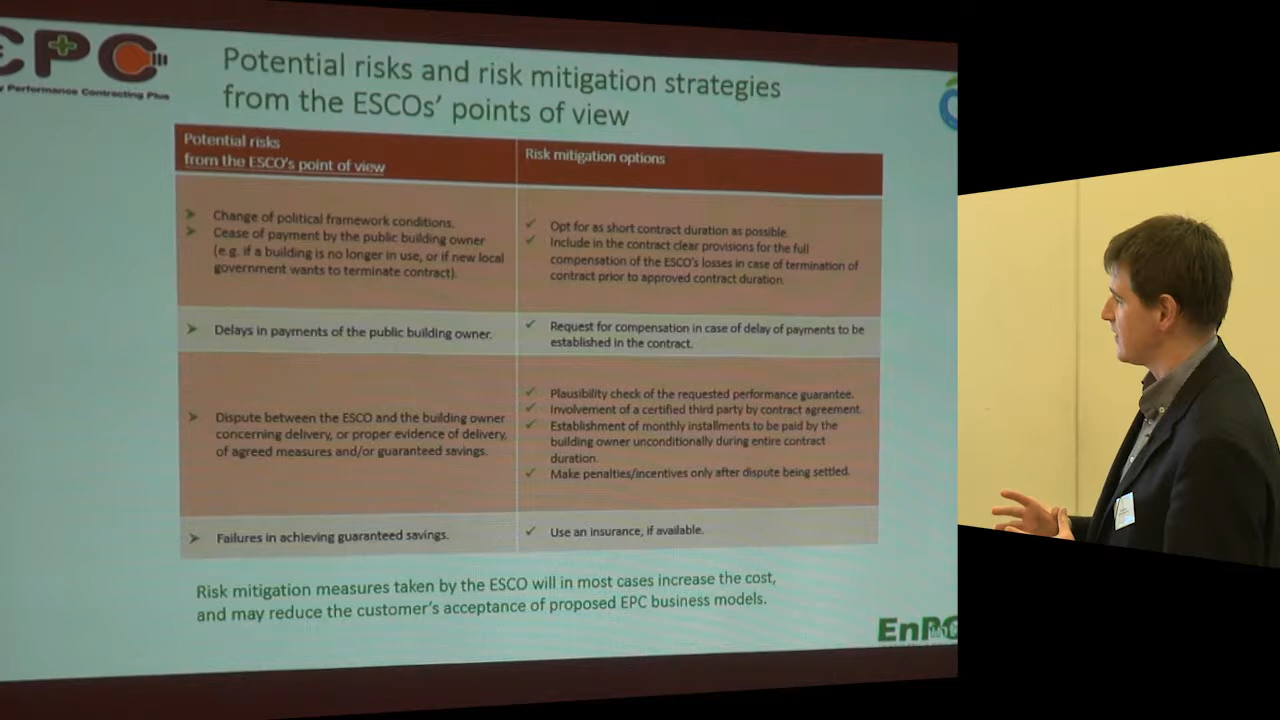 EPC
y Performance Contracting Plus
Potential risks and risk mitigation strategies
from the ESCOs' points of view
Potential risks
from the ESCO's point of view
Risk mitigation options
Change of political framework conditions.
Cease of payment by the public building owner
(e.g. if a building is no longer in use, or if new local
government wants to terminate contract).
Opt for as short contract duration as possible.
Include in the contract clear provisions for the full
compensation of the ESCO's losses in case of termination of
contract prior to approved contract duration.
Delays in payments of the public building owner.
Request for compensation in case of delay of payments to be
established in the contract.
Dispute between the ESCO and the building owner
concerning delivery, or proper evidence of delivery,
of agreed measures and/or guaranteed savings.
Plausibility check of the requested performance guarantee.
Involvement of a certified third party by contract agreement.
Establishment of monthly installments to be paid by the
building owner unconditionally during entire contract
duration.
Make penalties/incentives only after dispute being settled.
Failures in achieving guaranteed savings.
Use an insurance, if available.
Risk mitigation measures taken by the ESCO will in most cases increase the cost,
and may reduce the customer's acceptance of proposed EPC business models.